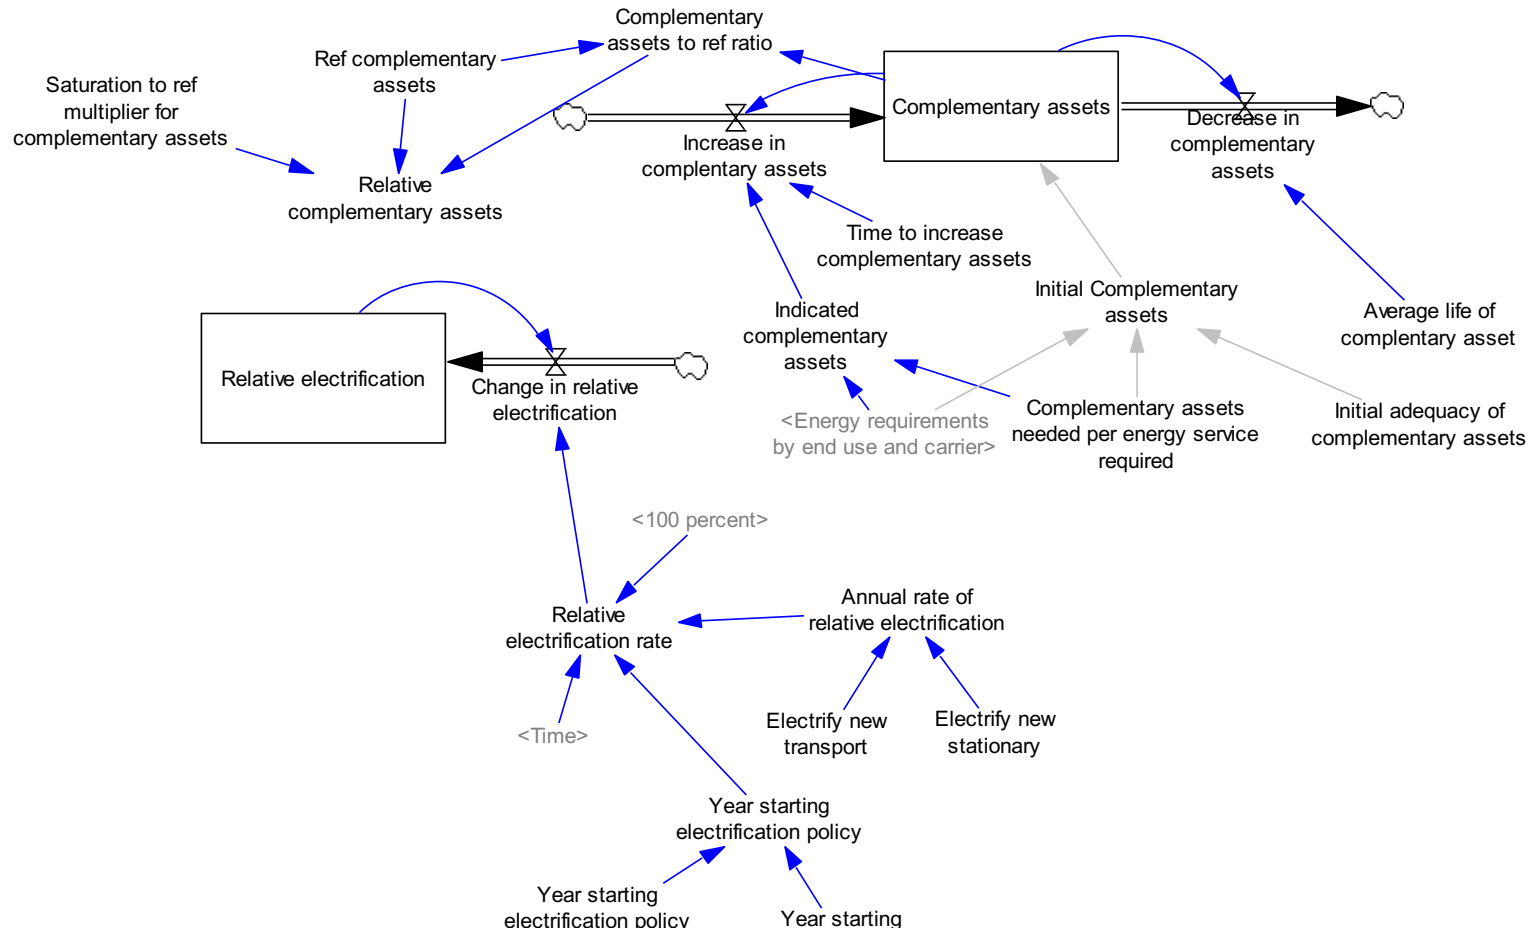 Complementary
assets to ref ratio
Ref complementary
assets
Saturation to ref
multiplier for
complementary assets
Complementary assets
Decrease in
complementary
assets
Increase in
complentary assets
Relative
complementary assets
Time to increase
complementary assets
Initial Complementary
assets
Indicated
complementary
assets
Average life of
complentary asset
Relative electrification
Change in relative
electrification
<Energy requirements
by end use and carrier>
Complementary assets
needed per energy service
required
Initial adequacy of
complementary assets
<100 percent>
Relative
electrification rate
Annual rate of
relative electrification
<Time>
Electrify new
transport
Electrify new
stationary
Year starting
electrification policy
Year starting
electrification policy
Year starting